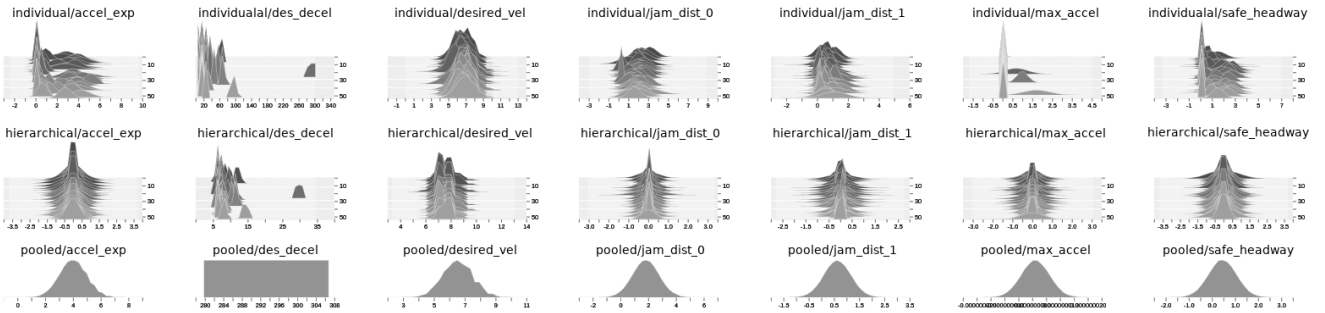 individual/accel_exp individualal/des_decel individual/desired_vel individual/jam_dist_0 individual/jam_dist_1 individual/max_accel individualal/safe_headway
10
30
50
-2 0 2 4 6 8 10 20 60 100 140 180 220 260 300 340 -1 1 3 5 7 9 11 13 -3 -1 1 3 5 7 9 -2 0 2 4 6 -0.5 0.5 1.5 2.5 3.5 4.5 -3 -1 1 3 5 7
hierarchical/accel_exp hierarchical/des_decel hierarchical/desired_vel hierarchical/jam_dist_0 hierarchical/jam_dist_1 hierarchical/max_accel hierarchical/safe_headway
10
30
50
-3.5 -2.5 -1.5 -0.5 0.5 1.5 2.5 3.5 5 15 25 35 4 6 8 10 12 14 -3.0 -2.0 -1.0 0.0 1.0 2.0 3.0 -2.5 -1.5 -0.5 0.5 1.5 2.5 -3.0 -2.0 -1.0 0.0 1.0 2.0 3.0 -2.5 -1.5 -0.5 0.5 1.5 2.5 3.5
pooled/accel_exp pooled/des_decel pooled/desired_vel pooled/jam_dist_0 pooled/jam_dist_1 pooled/max_accel pooled/safe_headway
0 2 4 6 8 280 284 288 292 296 300 304 308 3 5 7 9 11 -2 0 2 4 6 -1.5 -0.5 0.5 1.5 2.5 3.5 -2.0 -1.0 0.0 1.0 2.0 3.0